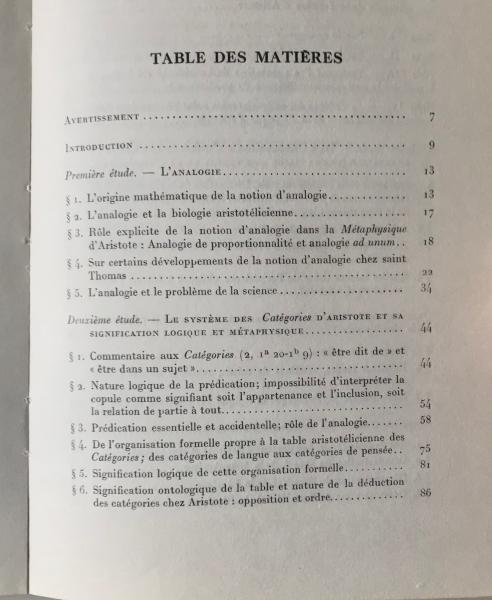 TABLE DES MATIÈRES
AVERTISSEMENT ............ 7
INTRODUCTION ............ 9
Première étude. — L'ANALOGIE ............ 13
§ 1. L'origine mathématique de la notion d'analogie ............ 13
§ 2. L'analogie et la biologie aristotélicienne ............ 17
§ 3. Rôle explicite de la notion d'analogie dans la Métaphysique
d'Aristote : Analogie de proportionnalité et analogie ad unum .. 18
§ 4. Sur certains développements de la notion d'analogie chez saint
Thomas ............ 22
§ 5. L'analogie et le problème de la science ............ 34
Deuxième étude. — LE SYSTÈME DES Catégories D'ARISTOTE ET SA
SIGNIFICATION LOGIQUE ET MÉTAPHYSIQUE ............ 44
§ 1. Commentaire aux Catégories (2, 1ª 20-1ᵇ 9) : « être dit de » et
« être dans un sujet » ............ 44
§ 2. Nature logique de la prédication; impossibilité d'interpréter la
copule comme signifiant soit l'appartenance et l'inclusion, soit
la relation de partie à tout ............ 54
§ 3. Prédication essentielle et accidentelle; rôle de l'analogie ....... 58
§ 4. De l'organisation formelle propre à la table aristotélicienne des
Catégories; des catégories de langue aux catégories de pensée .. 75
§ 5. Signification logique de cette organisation formelle ............ 81
§ 6. Signification ontologique de la table et nature de la déduction
des catégories chez Aristote : opposition et ordre ............ 86